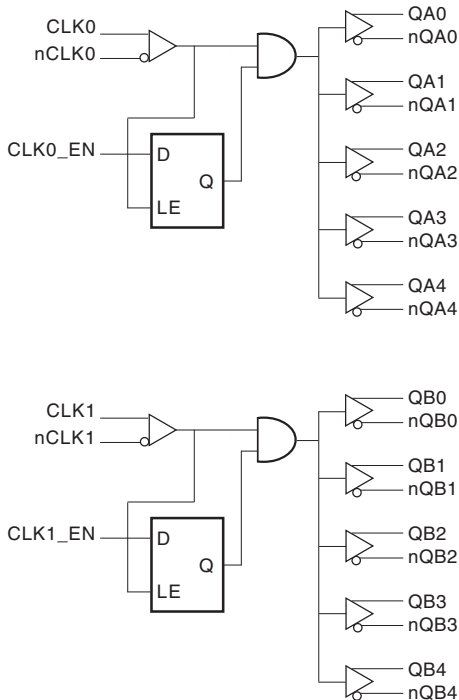 CLK0
nCLK0
CLK0_EN
D
Q
LE
QA0
nQA0
QA1
nQA1
QA2
nQA2
QA3
nQA3
QA4
nQA4
CLK1
nCLK1
CLK1_EN
D
Q
LE
QB0
nQB0
QB1
nQB1
QB2
nQB2
QB3
nQB3
QB4
nQB4